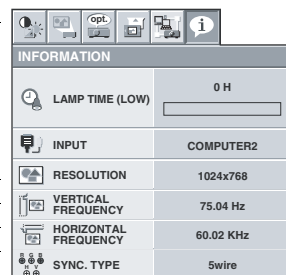 opt.
i
INFORMATION
LAMP TIME (LOW)
0 H
INPUT
COMPUTER2
RESOLUTION
1024x768
VERTICAL
FREQUENCY
75.04 Hz
HORIZONTAL
FREQUENCY
60.02 KHz
R G B
H V
SYNC. TYPE
5wire